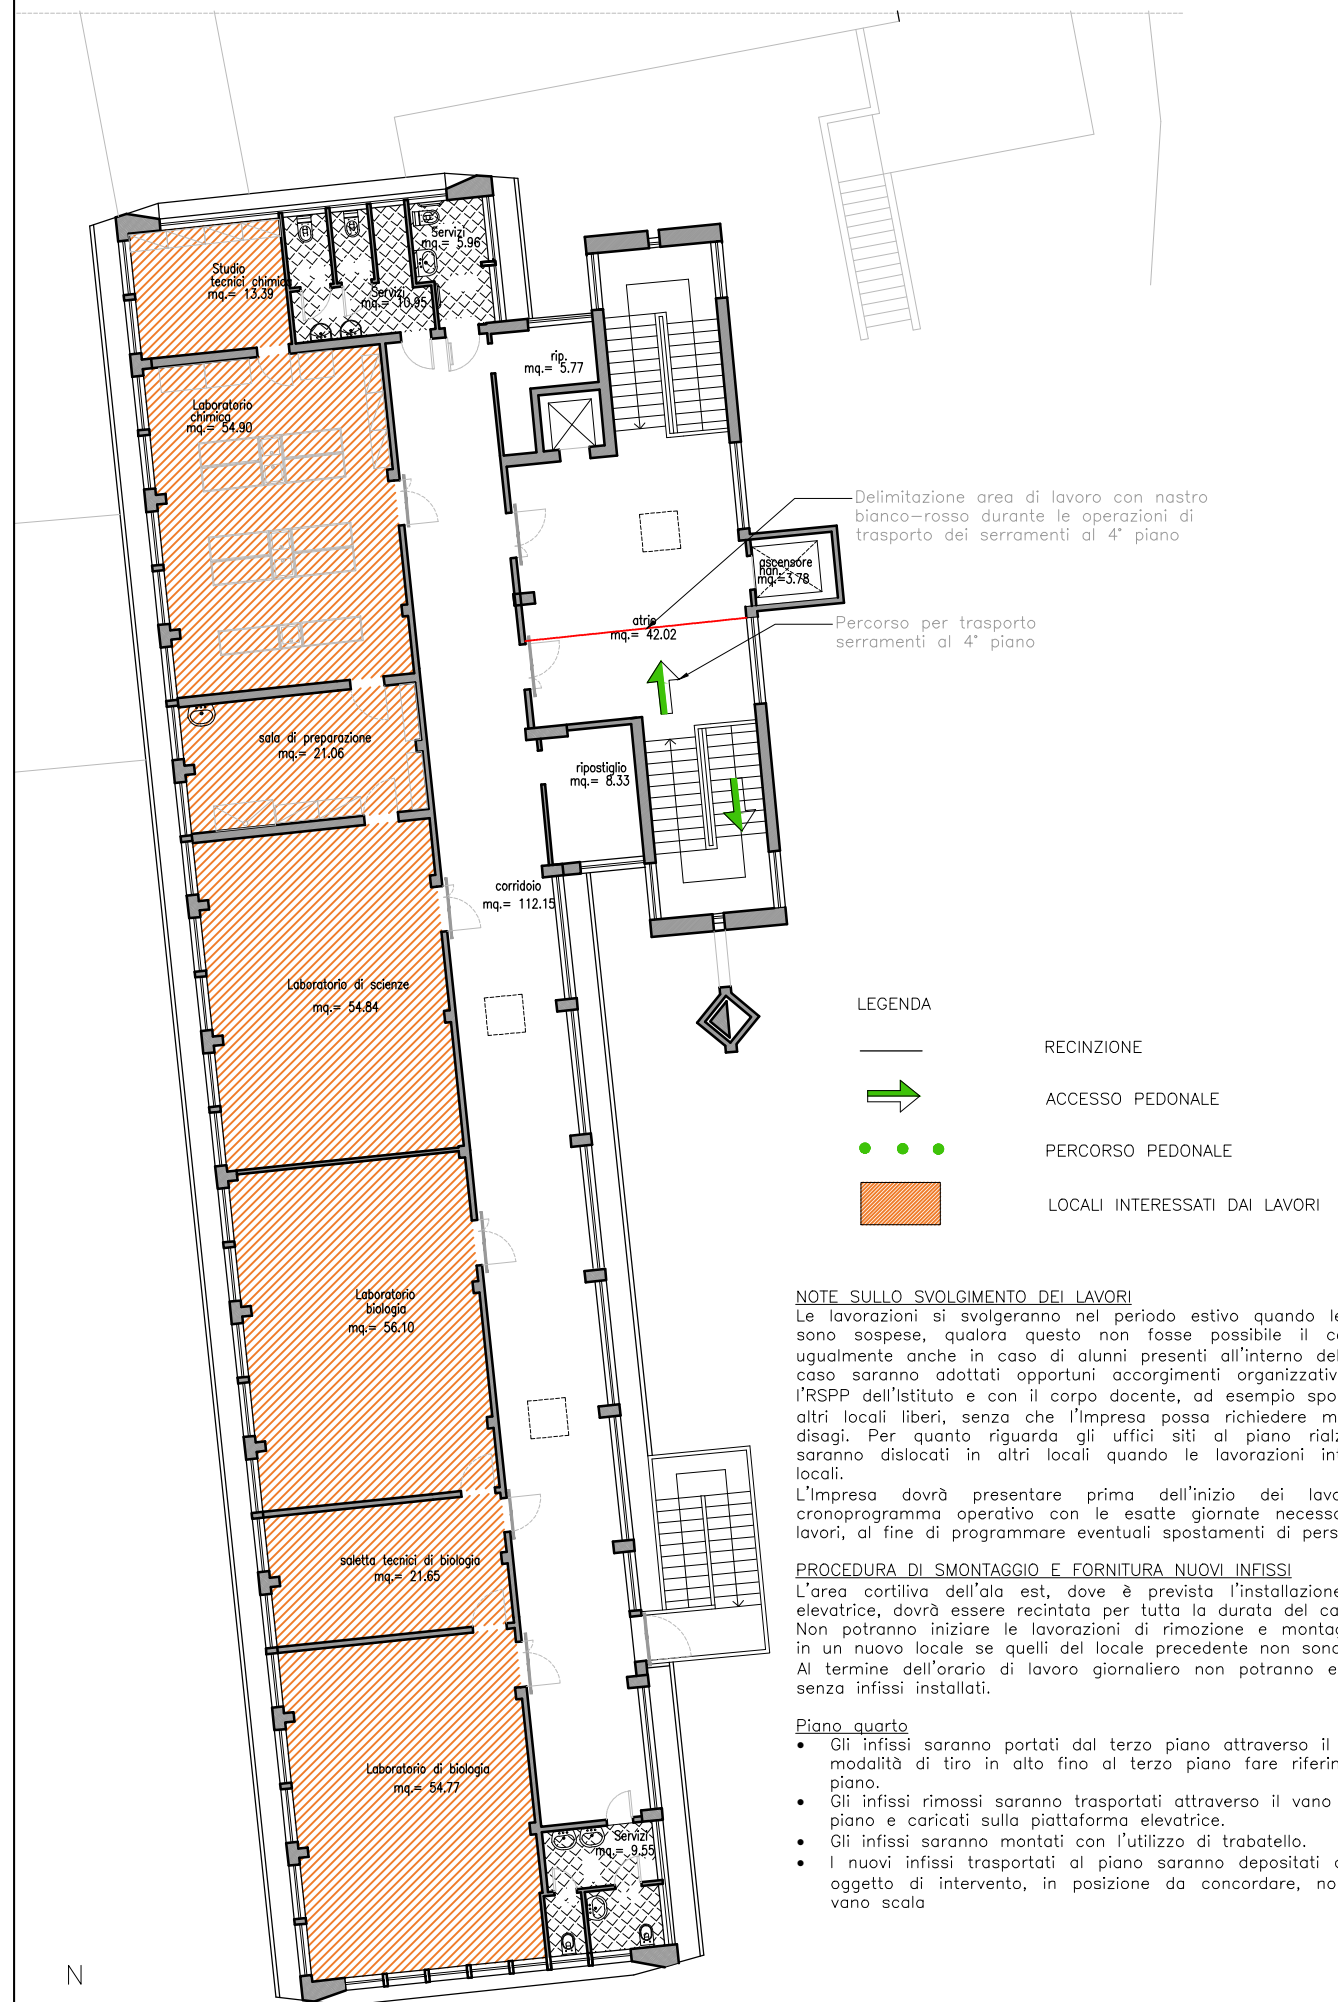 Servizi
mq.= 5.96
Studio
tecnici chimica
mq.= 13.39
Servizi
mq.= 10.95
rip.
mq.= 5.77
Laboratorio
chimica
mq.= 54.90
Delimitazione area di lavoro con nastro
bianco-rosso durante le operazioni di
trasporto dei serramenti al 4° piano
ascensore
han.
mq.=3.78
atrio
mq.= 42.02
Percorso per trasporto
serramenti al 4° piano
sala di preparazione
mq.= 21.06
ripostiglio
mq.= 8.33
corridoio
mq.= 112.15
Laboratorio di scienze
mq.= 54.84
LEGENDA
RECINZIONE
ACCESSO PEDONALE
PERCORSO PEDONALE
LOCALI INTERESSATI DAI LAVORI
Laboratorio
biologia
mq.= 56.10
NOTE SULLO SVOLGIMENTO DEI LAVORI
Le lavorazioni si svolgeranno nel periodo estivo quando le
sono sospese, qualora questo non fosse possibile il c
ugualmente anche in caso di alunni presenti all'interno del
caso saranno adottati opportuni accorgimenti organizzativ
l'RSPP dell'Istituto e con il corpo docente, ad esempio spo
altri locali liberi, senza che l'Impresa possa richiedere m
disagi. Per quanto riguarda gli uffici siti al piano rialz
saranno dislocati in altri locali quando le lavorazioni int
locali.
L'Impresa dovrà presentare prima dell'inizio dei lavo
cronoprogramma operativo con le esatte giornate necessa
lavori, al fine di programmare eventuali spostamenti di pers
saletta tecnici di biologia
mq.= 21.65
PROCEDURA DI SMONTAGGIO E FORNITURA NUOVI INFISSI
L'area cortiliva dell'ala est, dove è prevista l'installazione
elevatrice, dovrà essere recintata per tutta la durata del ca
Non potranno iniziare le lavorazioni di rimozione e montag
in un nuovo locale se quelli del locale precedente non sono
Al termine dell'orario di lavoro giornaliero non potranno e
senza infissi installati.
Laboratorio di biologia
mq.= 54.77
Piano quarto
• Gli infissi saranno portati dal terzo piano attraverso il
modalità di tiro in alto fino al terzo piano fare riferin
piano.
• Gli infissi rimossi saranno trasportati attraverso il vano
piano e caricati sulla piattaforma elevatrice.
• Gli infissi saranno montati con l'utilizzo di trabatello.
• I nuovi infissi trasportati al piano saranno depositati
oggetto di intervento, in posizione da concordare, no
vano scala
Servizi
mq.= 9.55
N